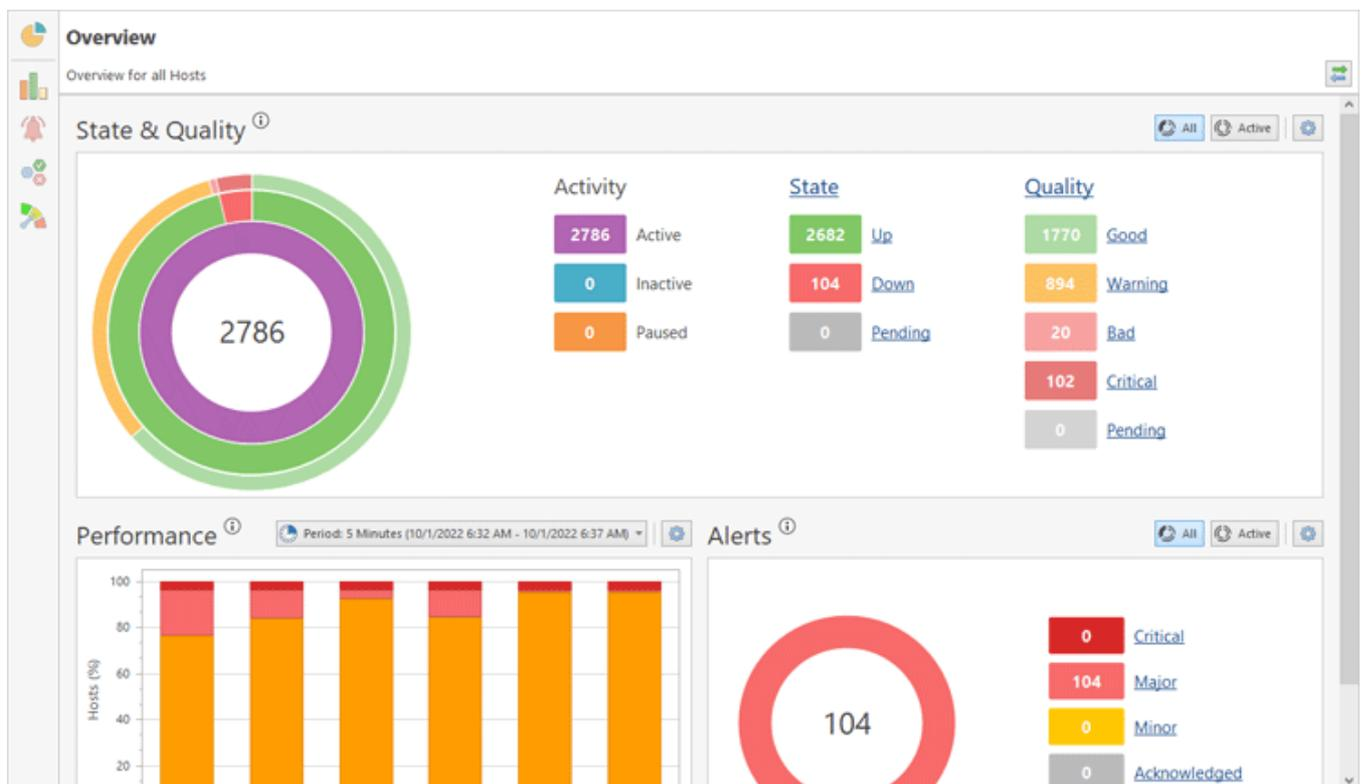 Overview
Overview for all Hosts
State & Quality
All Active
2786
Activity
2786 Active
0 Inactive
0 Paused
State
2682 Up
104 Down
0 Pending
Quality
1770 Good
894 Warning
20 Bad
102 Critical
0 Pending
Performance
Period: 5 Minutes (10/1/2022 6:32 AM - 10/1/2022 6:37 AM)
Hosts (%)
100
80
60
40
20
Alerts
All Active
104
0 Critical
104 Major
0 Minor
0 Acknowledged